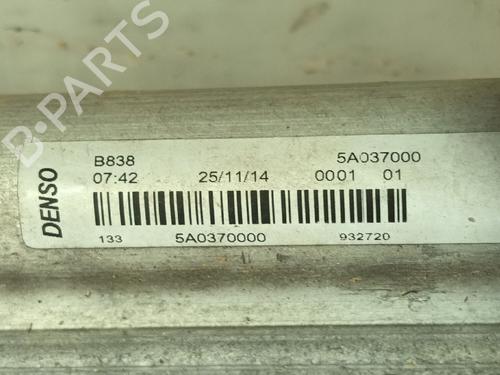 B-PARTS
DENSO
B838 5A037000
07:42 25/11/14 0001 01
133 5A0370000 932720